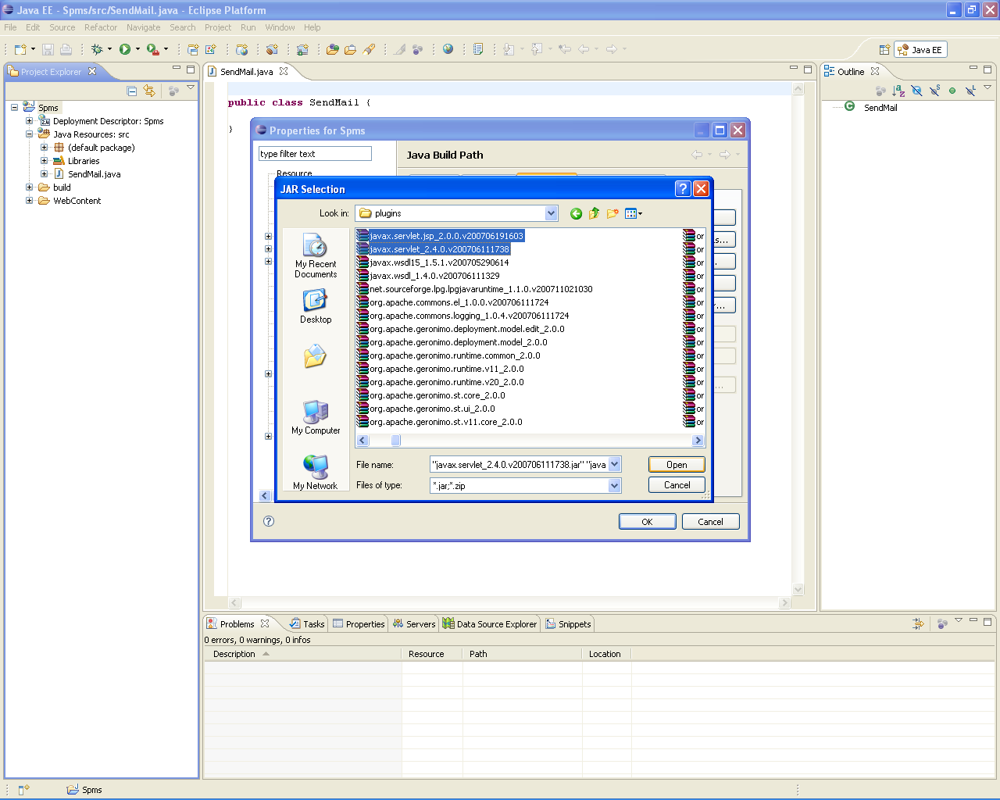 Java EE - Spms/src/SendMail.java - Eclipse Platform
File Edit Source Refactor Navigate Search Project Run Window Help
Java EE
Project Explorer
Spms
Deployment Descriptor: Spms
Java Resources: src
(default package)
Libraries
SendMail.java
build
WebContent
SendMail.java
public class SendMail {
}
Outline
SendMail
Properties for Spms
type filter text
Java Build Path
Resource
JAR Selection
Look in: plugins
My Recent Documents
Desktop
My Computer
My Network
javax.servlet.jsp_2.0.0.v200706191603 or
javax.servlet_2.4.0.v200706111738 or
javax.wsdl15_1.5.1.v200705290614 or
javax.wsdl_1.4.0.v200706111329 or
net.sourceforge.lpg.lpgjavaruntime_1.1.0.v200711021030 or
org.apache.commons.el_1.0.0.v200706111724 or
org.apache.commons.logging_1.0.4.v200706111724 or
org.apache.geronimo.deployment.model.edit_2.0.0 or
org.apache.geronimo.deployment.model_2.0.0 or
org.apache.geronimo.runtime.common_2.0.0 or
org.apache.geronimo.runtime.v11_2.0.0 or
org.apache.geronimo.runtime.v20_2.0.0 or
org.apache.geronimo.st.core_2.0.0 or
org.apache.geronimo.st.ui_2.0.0 or
org.apache.geronimo.st.v11.core_2.0.0 or
File name: "javax.servlet_2.4.0.v200706111738.jar" "java Open
Files of type: *.jar;*.zip Cancel
s...
OK Cancel
Problems Tasks Properties Servers Data Source Explorer Snippets
0 errors, 0 warnings, 0 infos
Description Resource Path Location
Spms